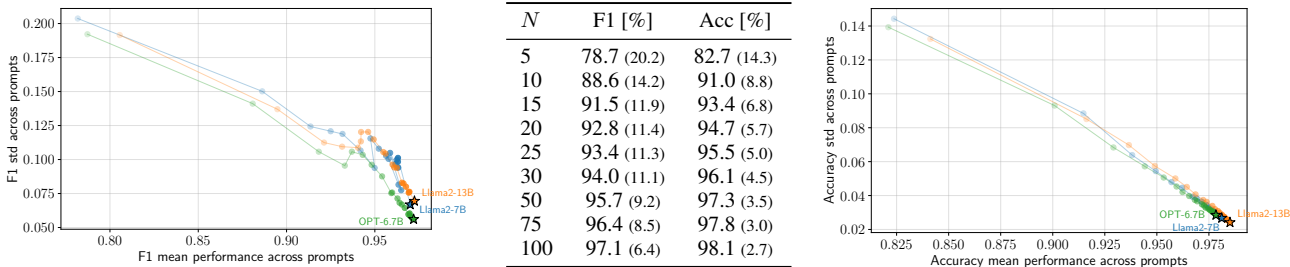 0.200
0.175
0.150
0.125
0.100
0.075
0.050
0.80
0.85
0.90
0.95
F1 std across prompts
F1 mean performance across prompts
Llama2-13B
Llama2-7B
OPT-6.7B
N F1 [%] Acc [%]
5 78.7 (20.2) 82.7 (14.3)
10 88.6 (14.2) 91.0 (8.8)
15 91.5 (11.9) 93.4 (6.8)
20 92.8 (11.4) 94.7 (5.7)
25 93.4 (11.3) 95.5 (5.0)
30 94.0 (11.1) 96.1 (4.5)
50 95.7 (9.2) 97.3 (3.5)
75 96.4 (8.5) 97.8 (3.0)
100 97.1 (6.4) 98.1 (2.7)
0.14
0.12
0.10
0.08
0.06
0.04
0.02
0.825
0.850
0.875
0.900
0.925
0.950
0.975
Accuracy std across prompts
Accuracy mean performance across prompts
OPT-6.7B
Llama2-13B
Llama2-7B